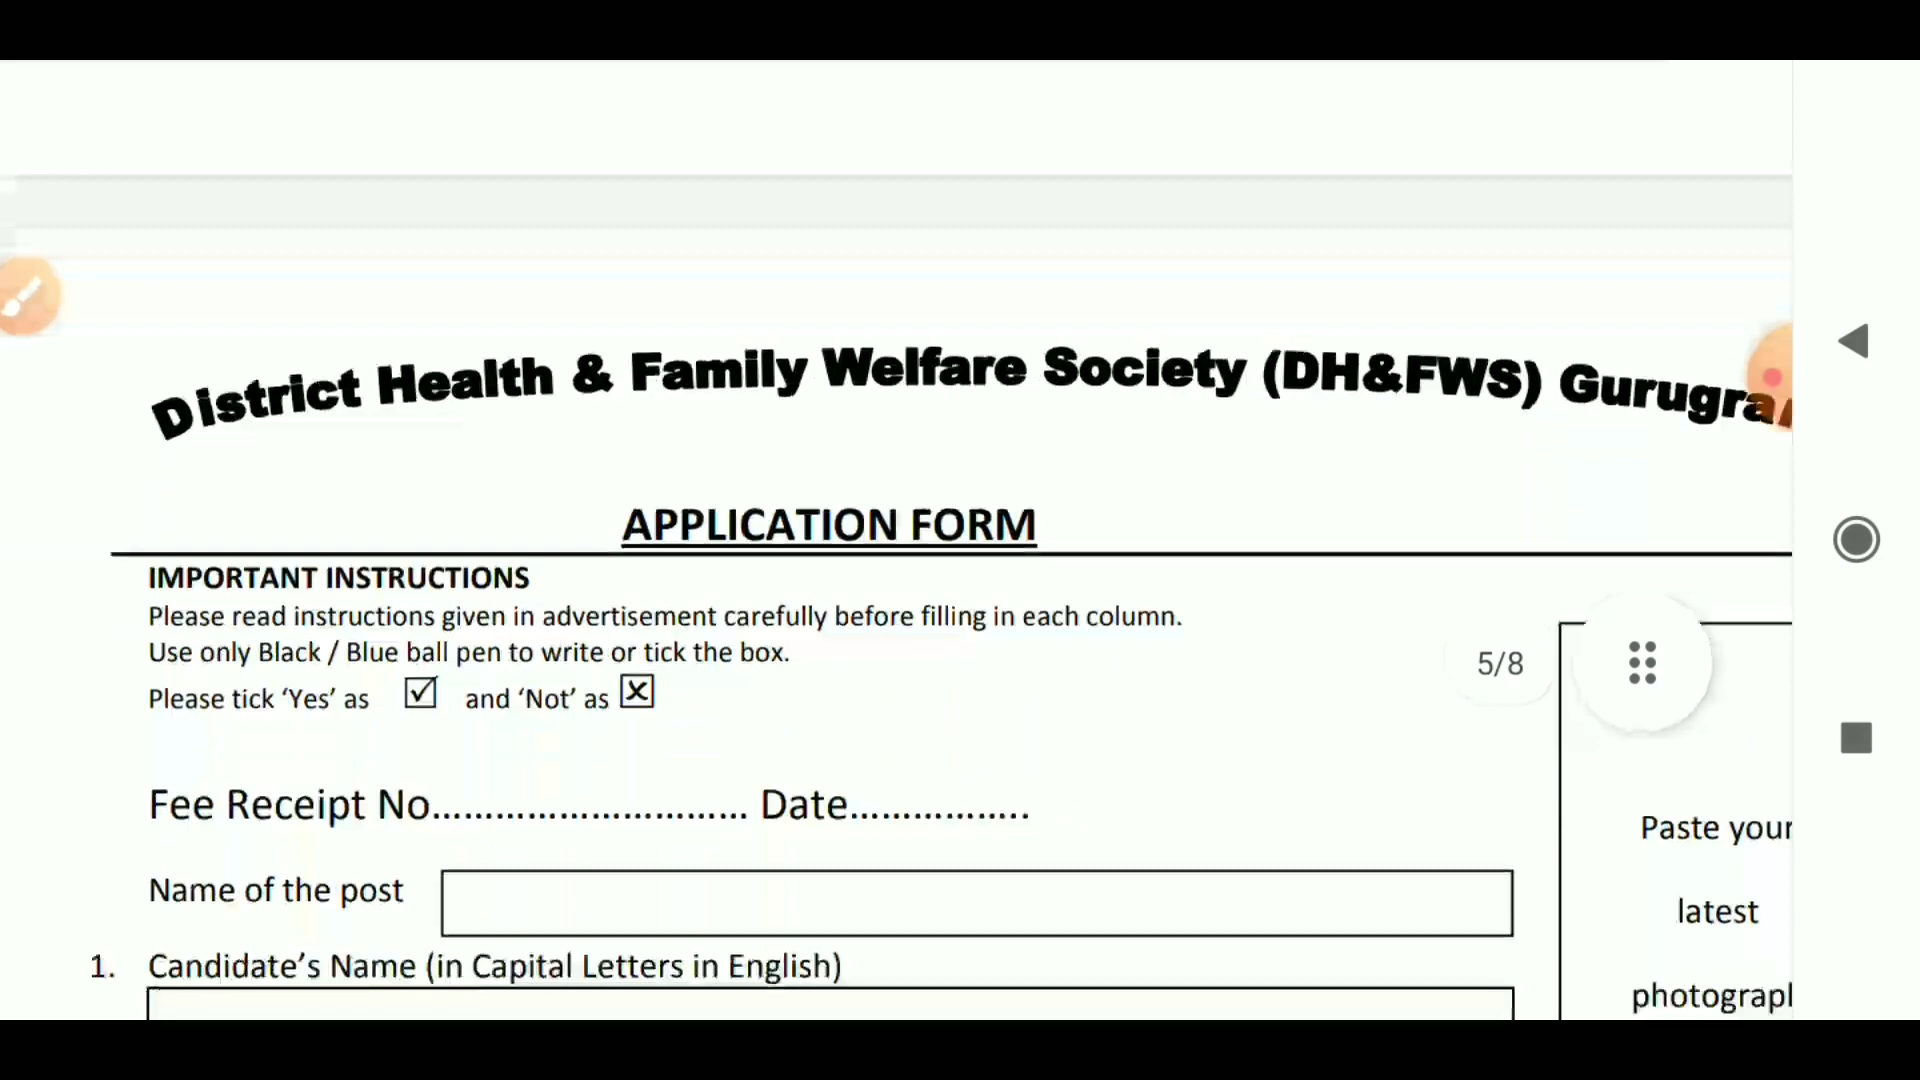 District Health & Family Welfare Society (DH&FWS)
APPLICATION FORM
IMPORTANT INSTRUCTIONS
Please read instructions given in advertisement carefully before filling in each column.
Use only Black / Blue ball pen to write or tick the box.
Please tick ‘Yes’ as ☑ and ‘Not’ as ☒
5/8
Fee Receipt No.............................. Date.................
Paste your
Name of the post
latest
1. Candidate’s Name (in Capital Letters in English)